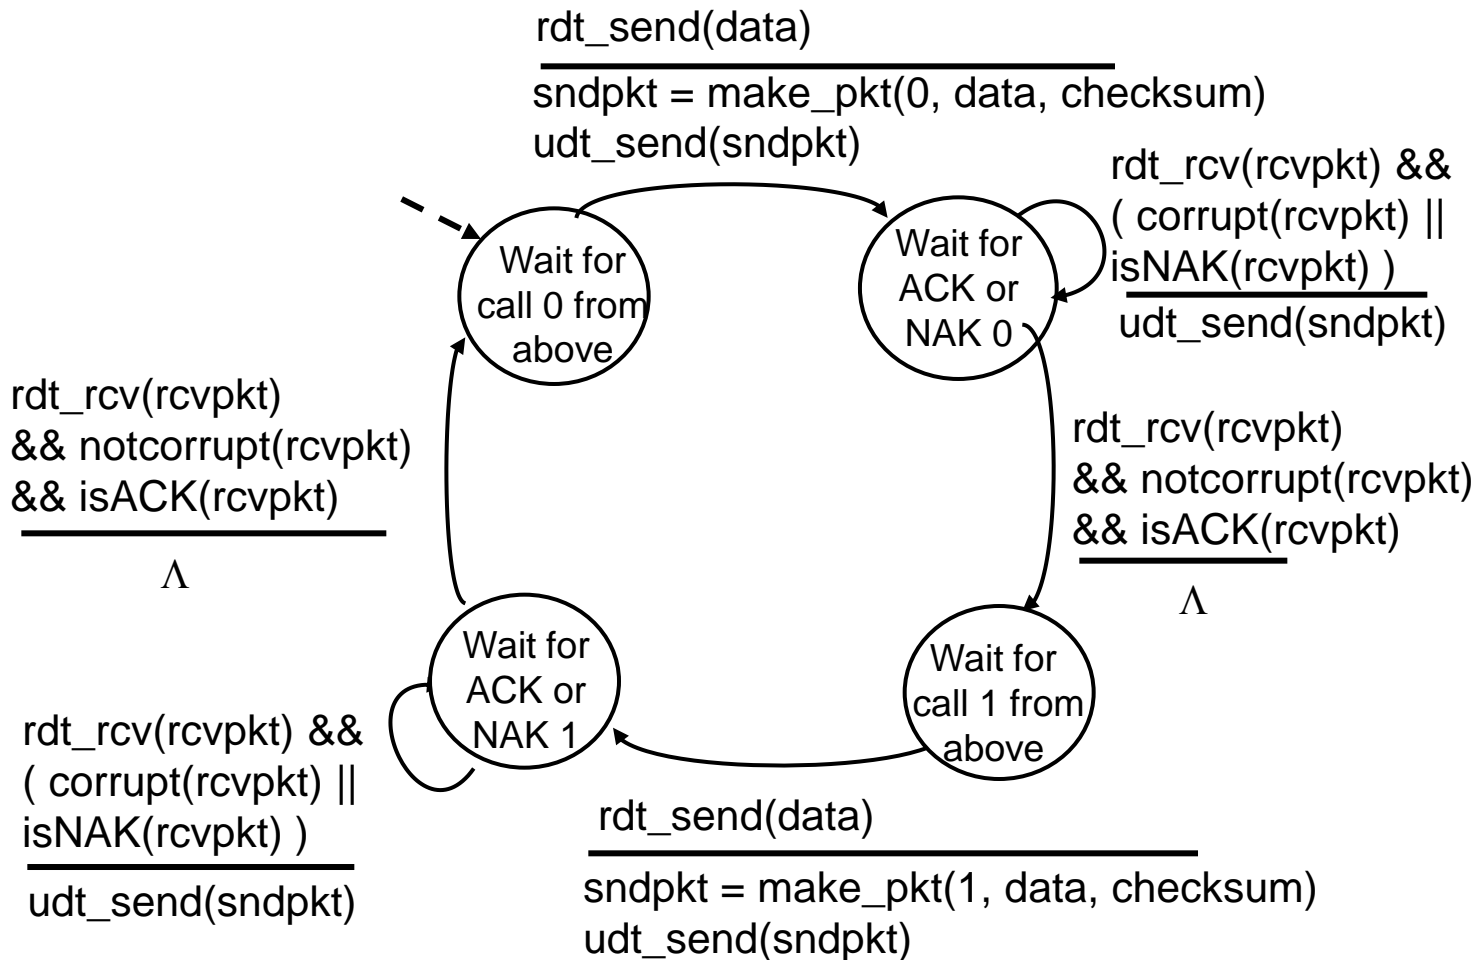 rdt_send(data)
sndpkt = make_pkt(0, data, checksum)
udt_send(sndpkt)
Wait for
call 0 from
above
Wait for
ACK or
NAK 0
rdt_rcv(rcvpkt) &&
( corrupt(rcvpkt) ||
isNAK(rcvpkt) )
udt_send(sndpkt)
rdt_rcv(rcvpkt)
&& notcorrupt(rcvpkt)
&& isACK(rcvpkt)
Λ
rdt_rcv(rcvpkt)
&& notcorrupt(rcvpkt)
&& isACK(rcvpkt)
Λ
Wait for
ACK or
NAK 1
Wait for
call 1 from
above
rdt_rcv(rcvpkt) &&
( corrupt(rcvpkt) ||
isNAK(rcvpkt) )
udt_send(sndpkt)
rdt_send(data)
sndpkt = make_pkt(1, data, checksum)
udt_send(sndpkt)